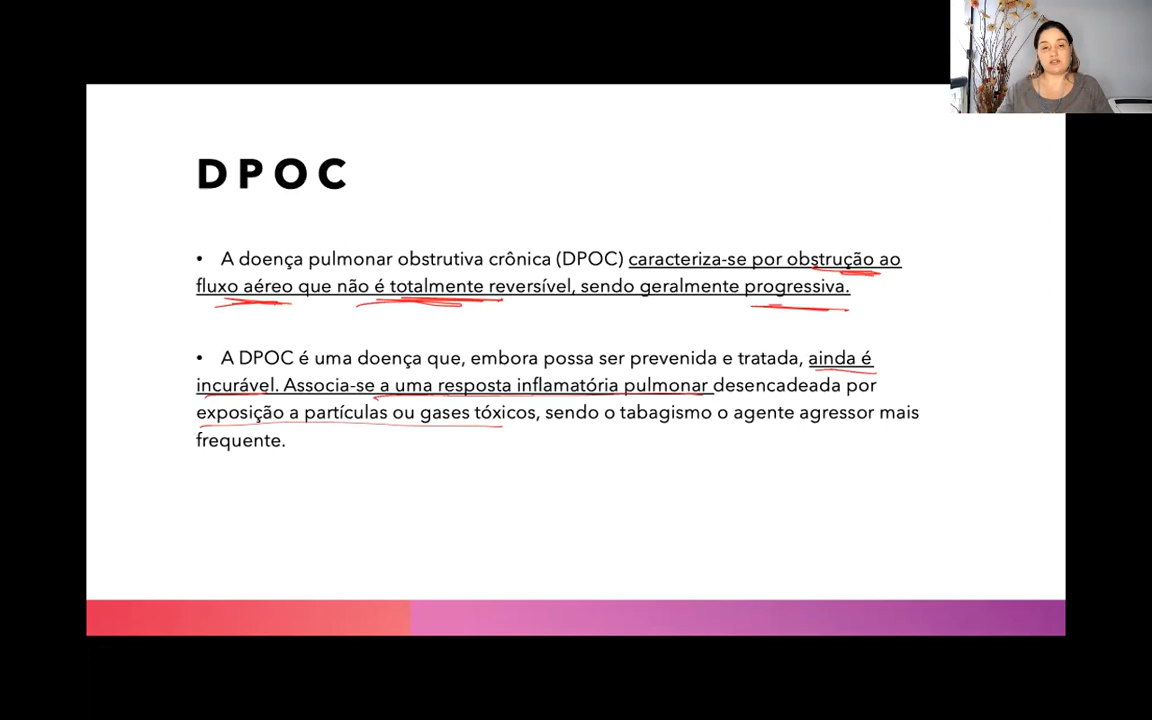 DPOC
• A doença pulmonar obstrutiva crônica (DPOC) caracteriza-se por obstrução ao
fluxo aéreo que não é totalmente reversível, sendo geralmente progressiva.
• A DPOC é uma doença que, embora possa ser prevenida e tratada, ainda é
incurável. Associa-se a uma resposta inflamatória pulmonar desencadeada por
exposição a partículas ou gases tóxicos, sendo o tabagismo o agente agressor mais
frequente.